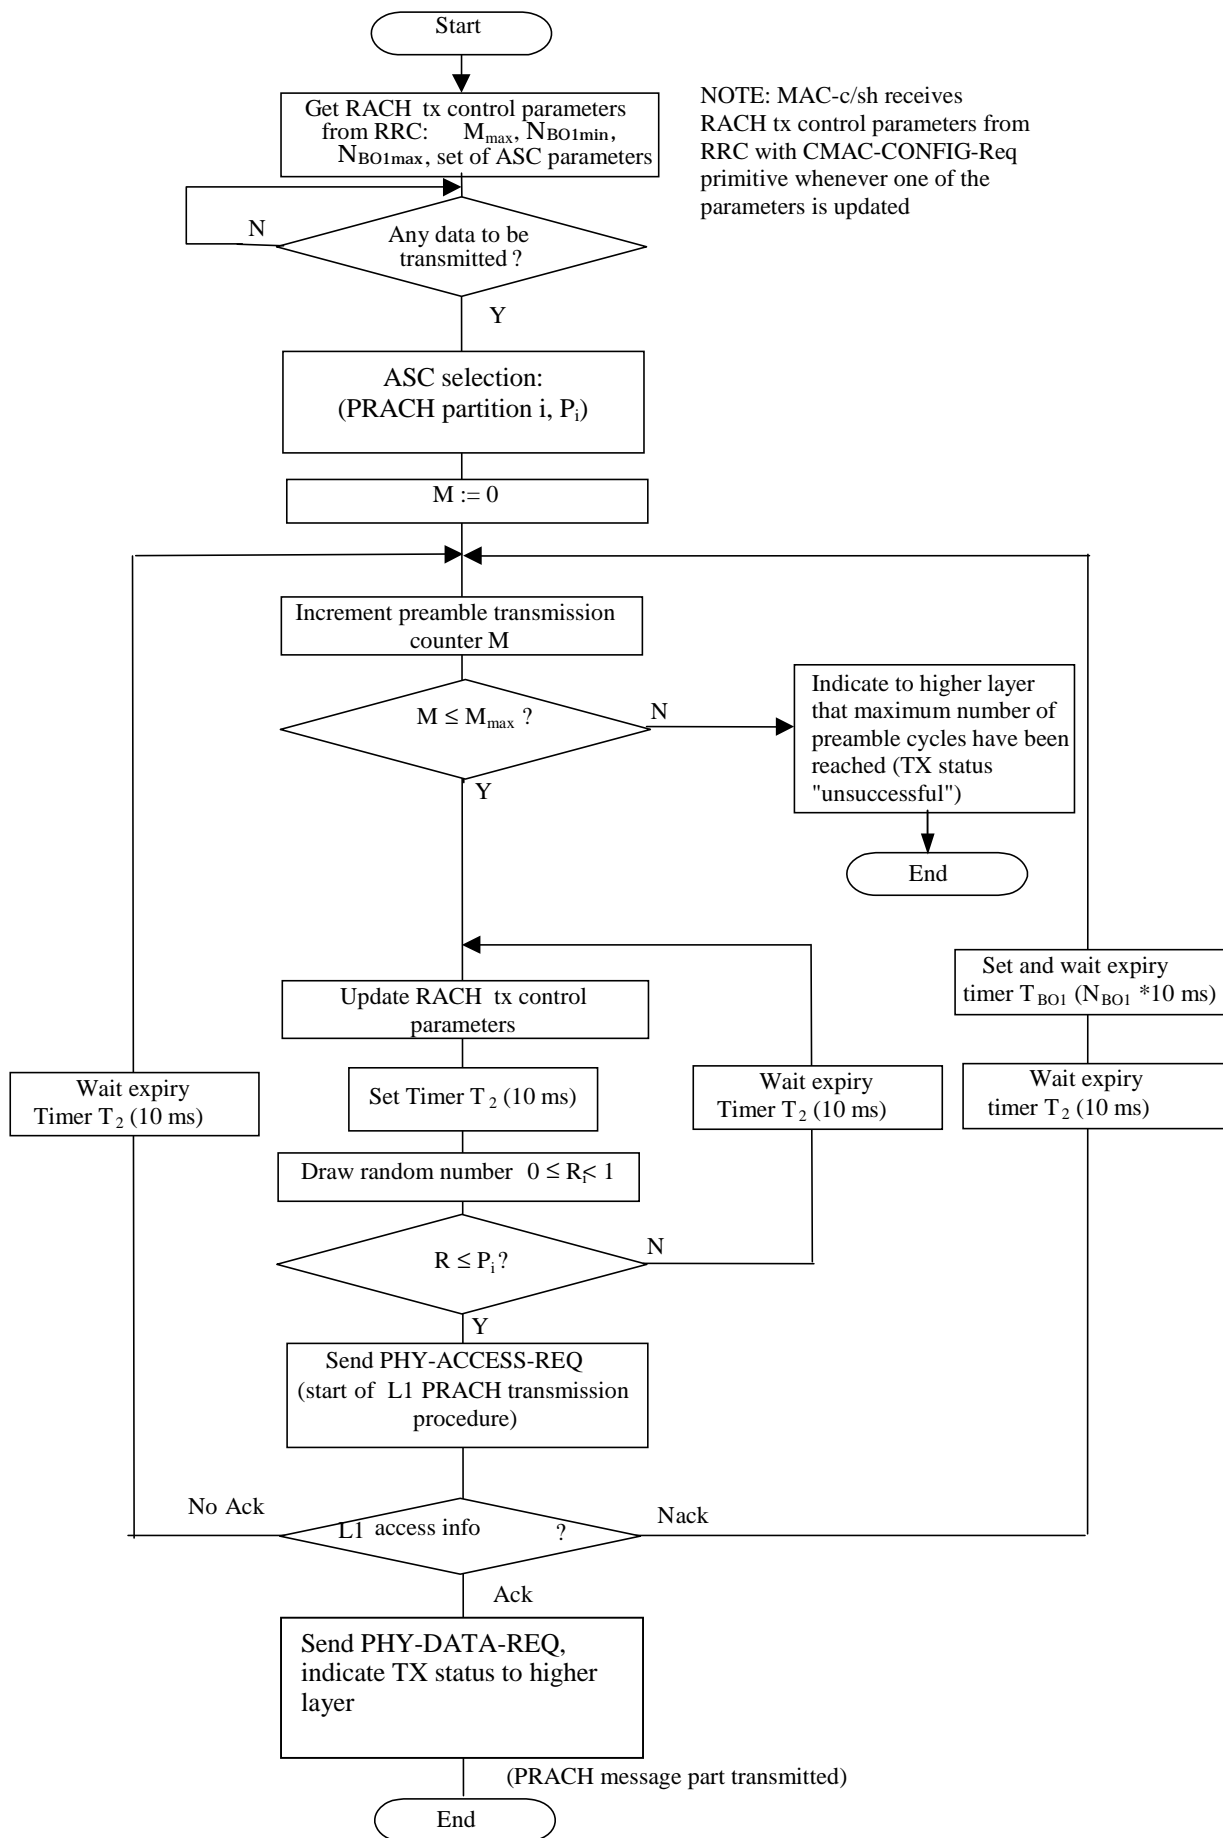 Start
Get RACH tx control parameters
from RRC: Mmax, NBO1min,
NBO1max, set of ASC parameters
NOTE: MAC-c/sh receives
RACH tx control parameters from
RRC with CMAC-CONFIG-Req
primitive whenever one of the
parameters is updated
N
Any data to be
transmitted ?
Y
ASC selection:
(PRACH partition i, Pi)
M := 0
Increment preamble transmission
counter M
M ≤ Mmax ?
N
Y
Indicate to higher layer
that maximum number of
preamble cycles have been
reached (TX status
"unsuccessful")
End
Set and wait expiry
timer TBO1 (NBO1 *10 ms)
Update RACH tx control
parameters
Wait expiry
Timer T2 (10 ms)
Set Timer T2 (10 ms)
Wait expiry
Timer T2 (10 ms)
Wait expiry
timer T2 (10 ms)
Draw random number 0 ≤ Ri< 1
R ≤ Pi ?
N
Y
Send PHY-ACCESS-REQ
(start of L1 PRACH transmission
procedure)
No Ack
L1 access info ?
Nack
Ack
Send PHY-DATA-REQ,
indicate TX status to higher
layer
(PRACH message part transmitted)
End